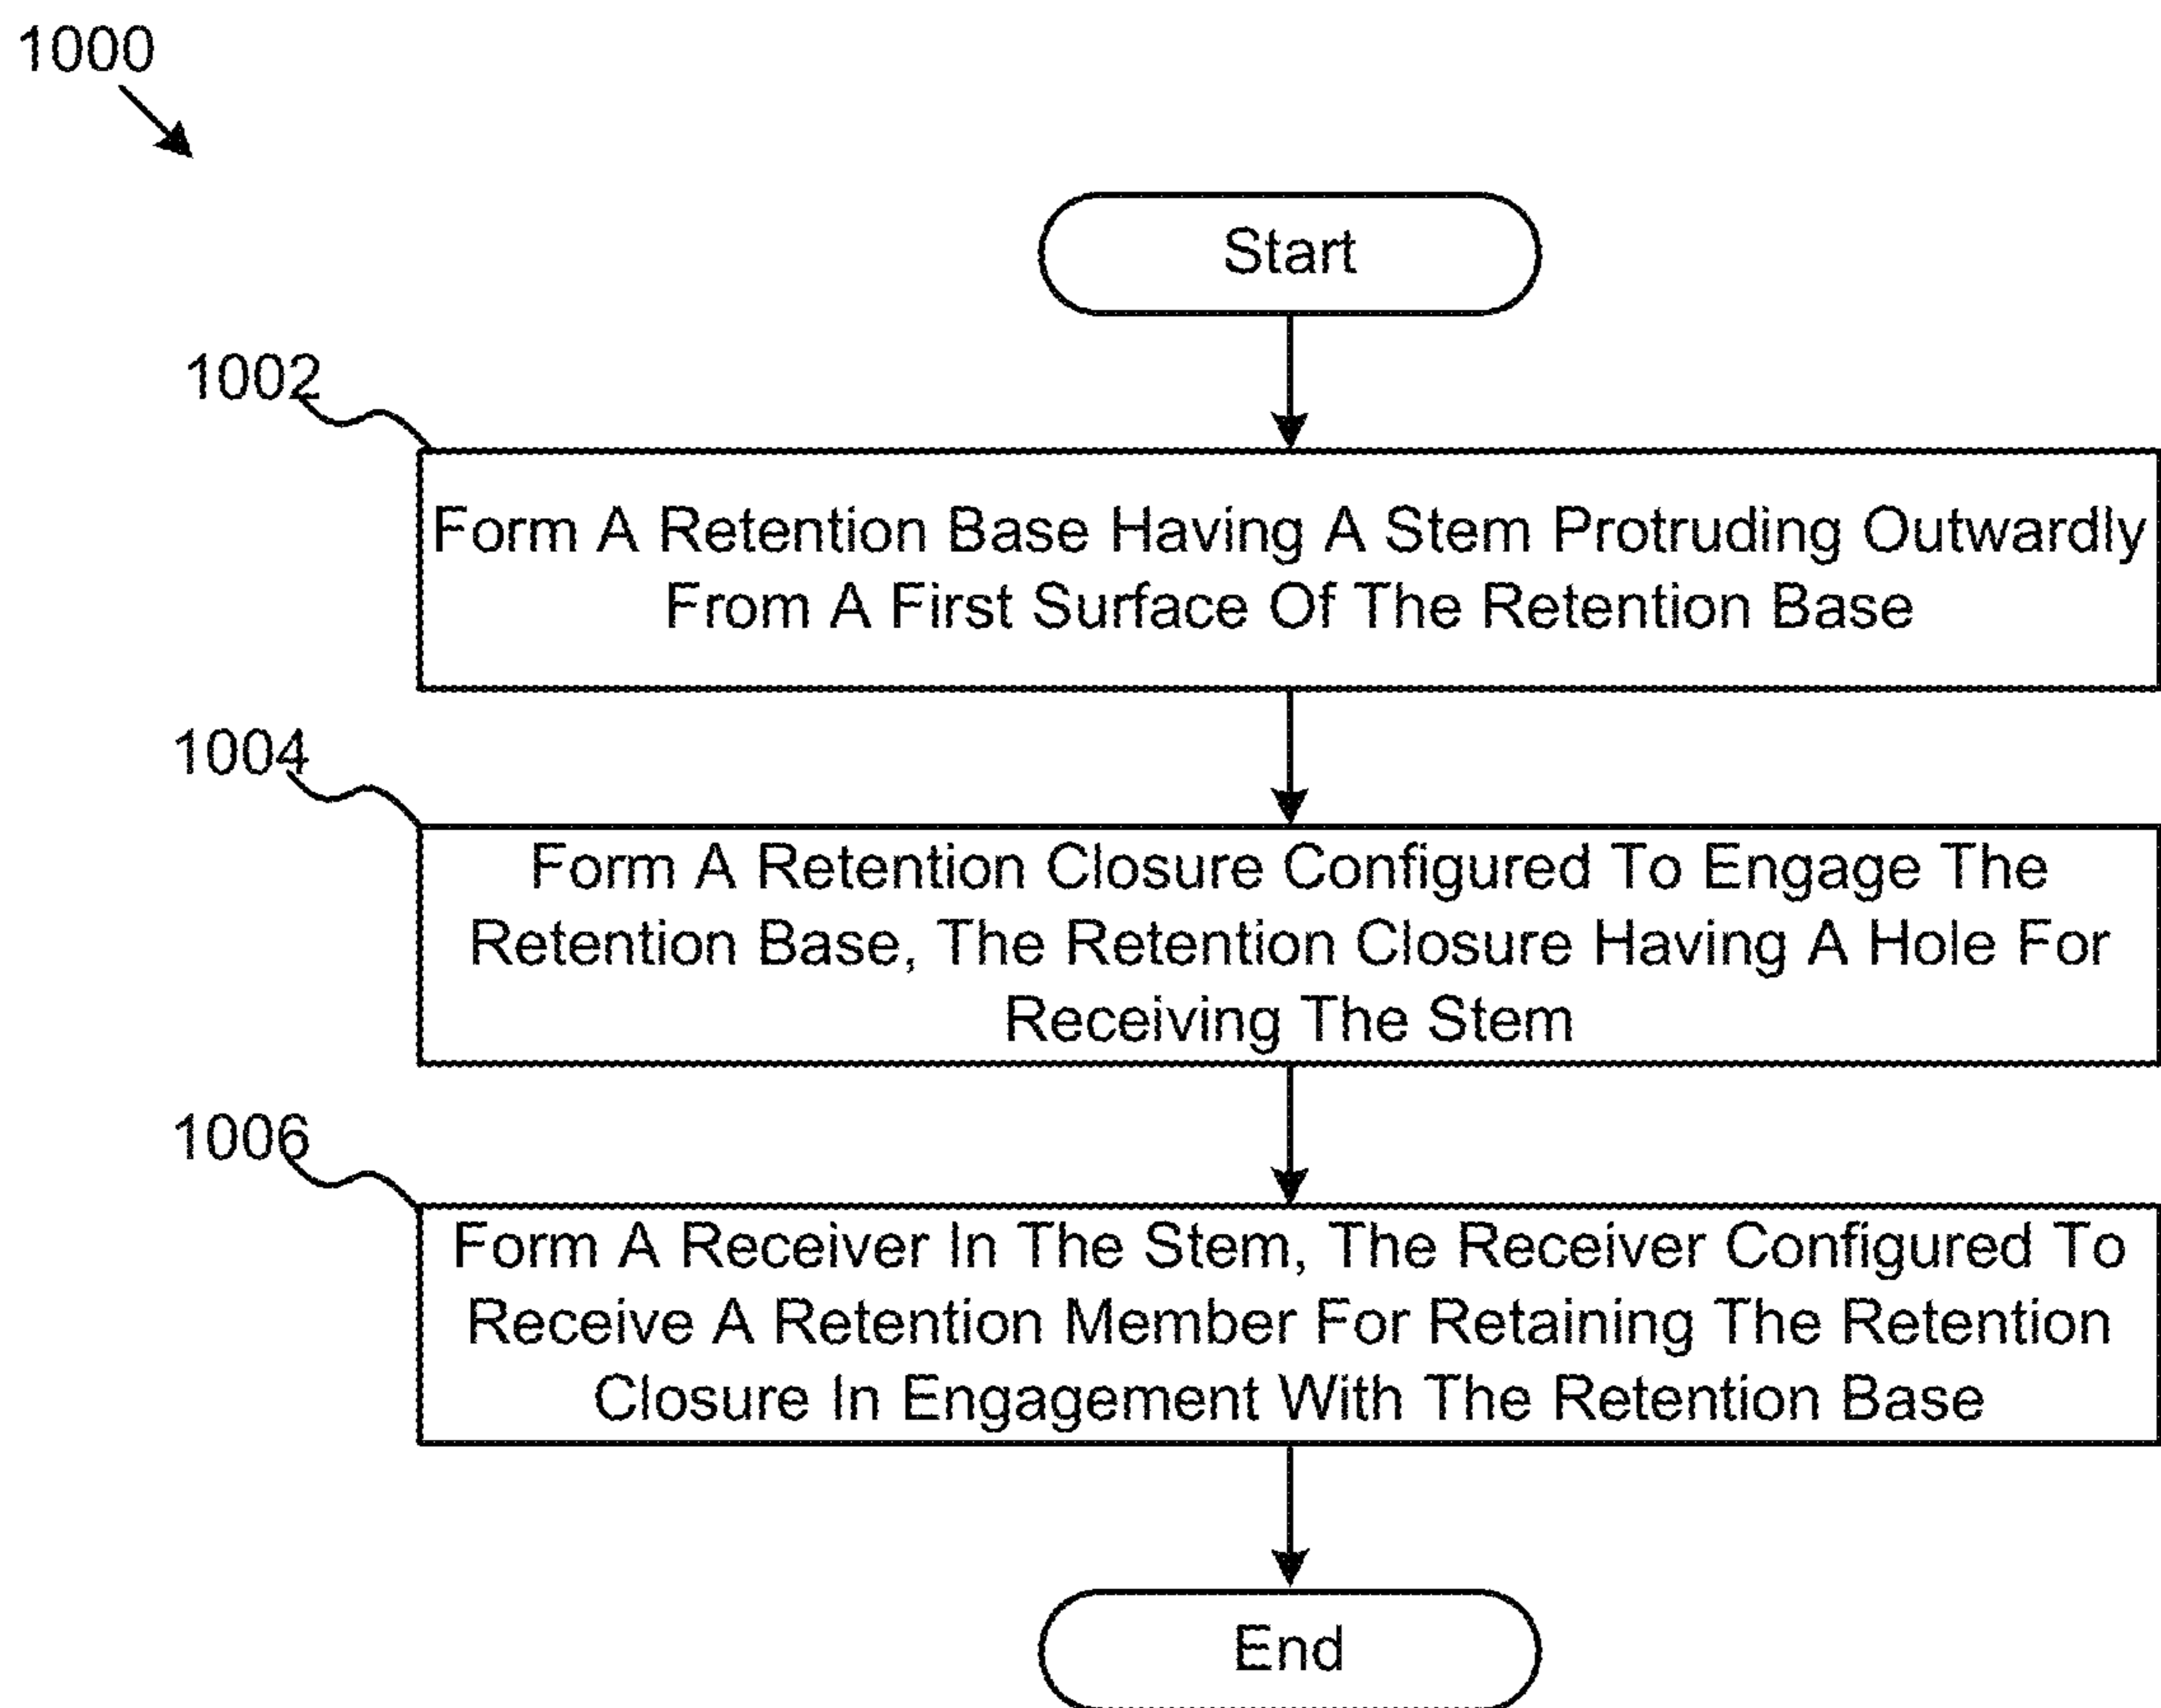 1000
Start
1002
Form A Retention Base Having A Stem Protruding Outwardly
From A First Surface Of The Retention Base
1004
Form A Retention Closure Configured To Engage The
Retention Base, The Retention Closure Having A Hole For
Receiving The Stem
1006
Form A Receiver In The Stem, The Receiver Configured To
Receive A Retention Member For Retaining The Retention
Closure In Engagement With The Retention Base
End